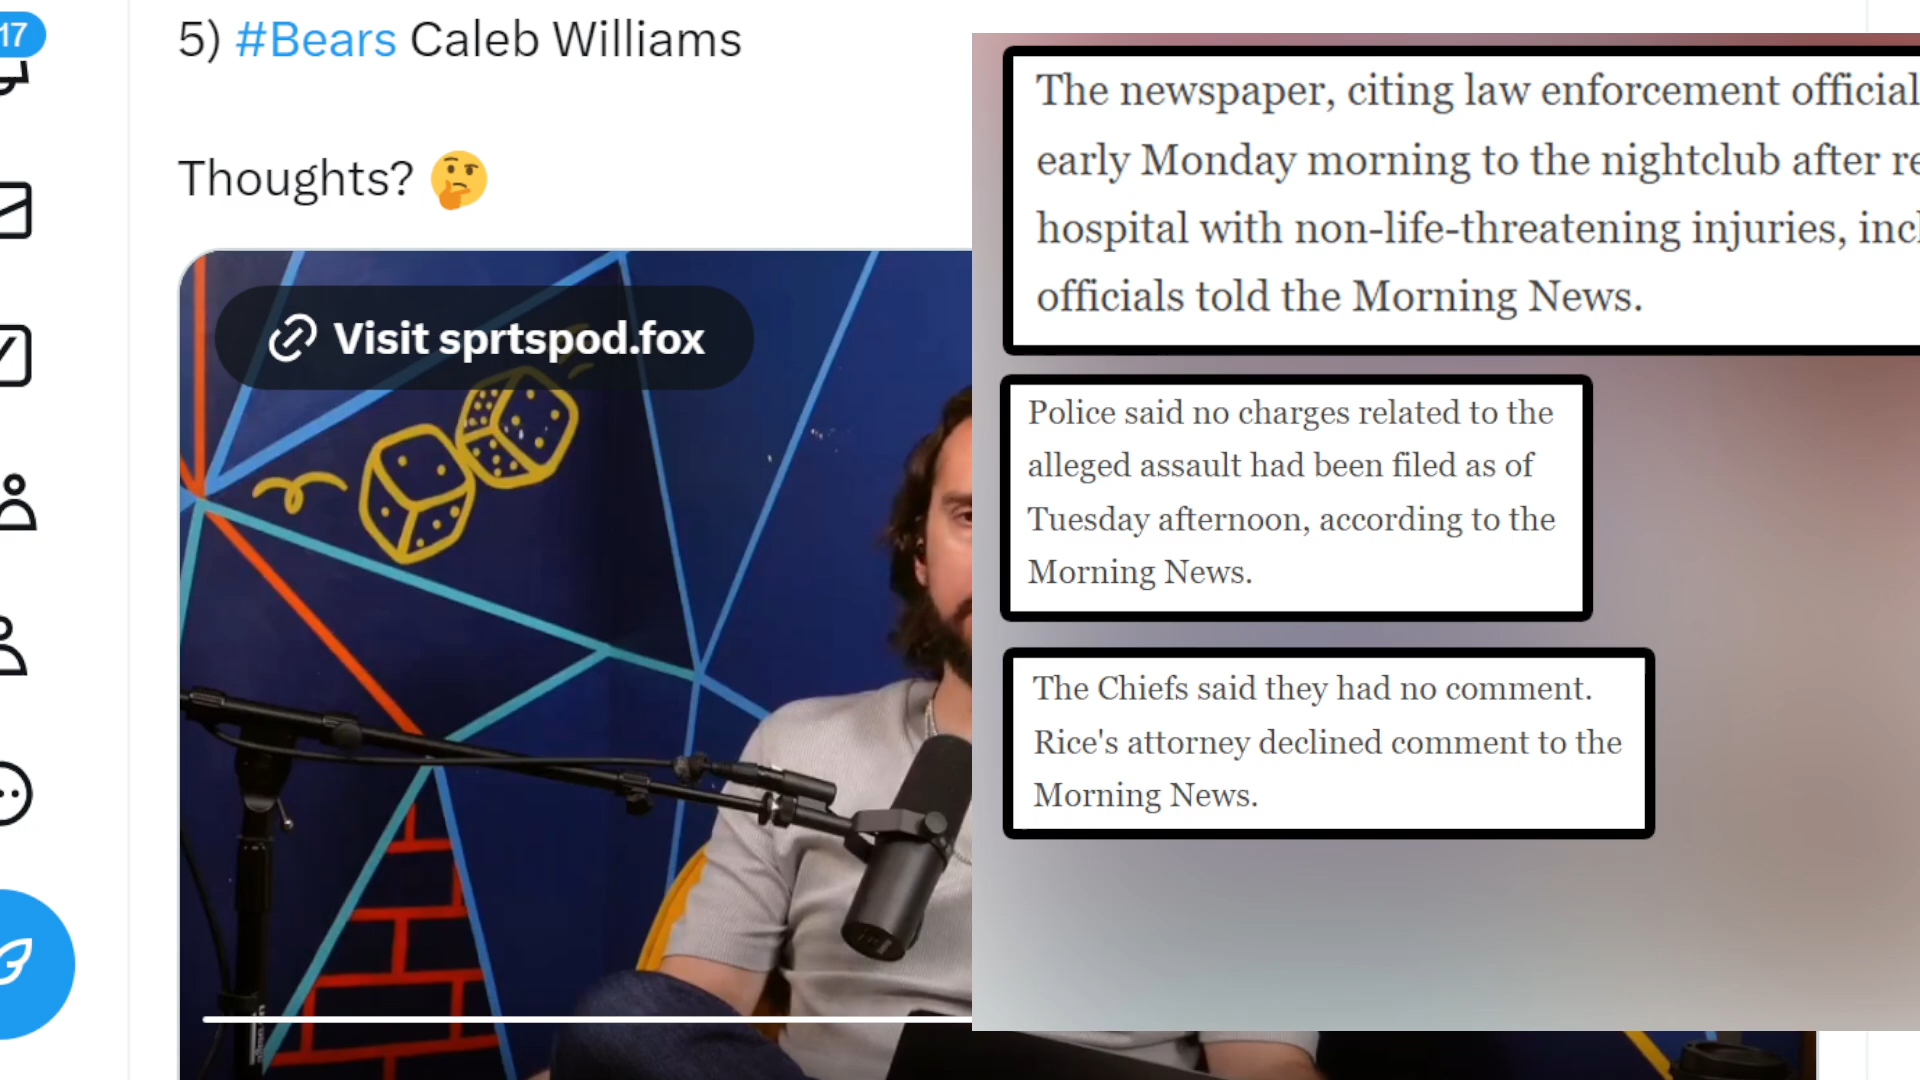 17
5) #Bears Caleb Williams
Thoughts?
Visit sprtspod.fox
The newspaper, citing law enforcement official
early Monday morning to the nightclub after re
hospital with non-life-threatening injuries, incl
officials told the Morning News.
Police said no charges related to the
alleged assault had been filed as of
Tuesday afternoon, according to the
Morning News.
The Chiefs said they had no comment.
Rice's attorney declined comment to the
Morning News.